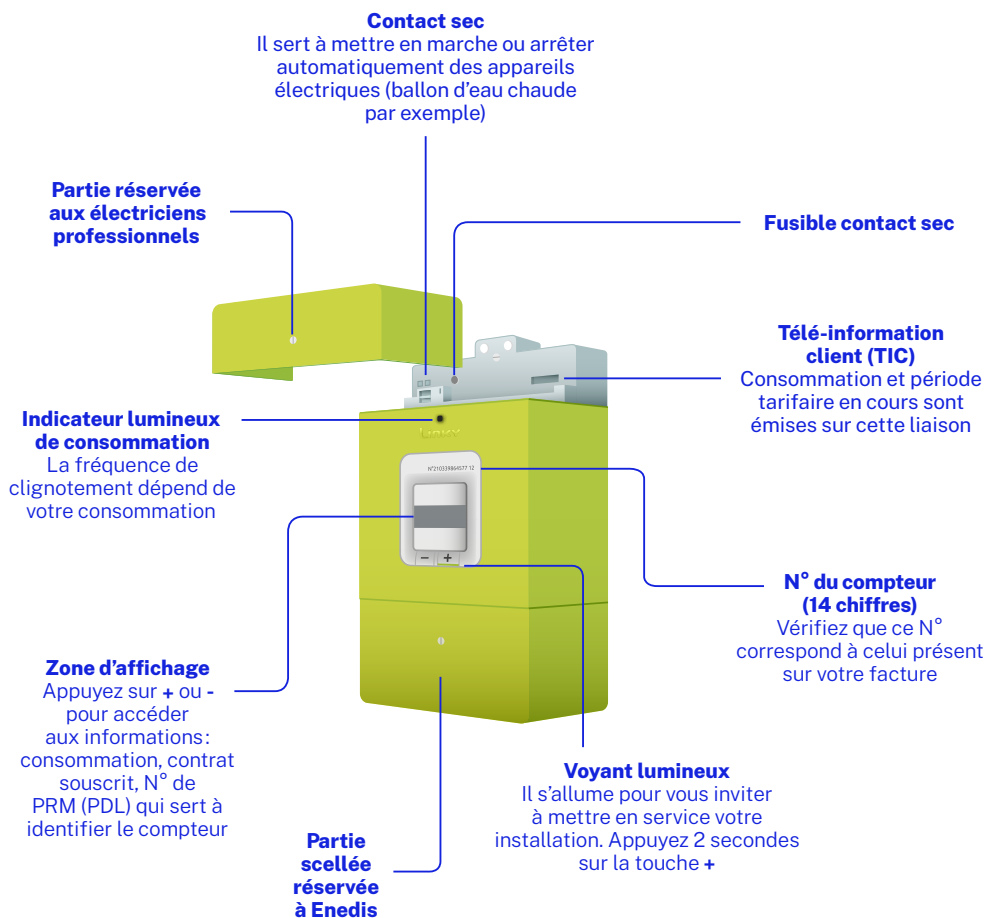 Contact sec
Il sert à mettre en marche ou arrêter
automatiquement des appareils
électriques (ballon d'eau chaude
par exemple)
Partie réservée
aux électriciens
professionnels
Fusible contact sec
Télé-information
client (TIC)
Consommation et période
tarifaire en cours sont
émises sur cette liaison
Indicateur lumineux
de consommation
La fréquence de
clignotement dépend de
votre consommation
Linky
N°210339864577 12
– +
N° du compteur
(14 chiffres)
Vérifiez que ce N°
correspond à celui présent
sur votre facture
Zone d'affichage
Appuyez sur + ou -
pour accéder
aux informations :
consommation, contrat
souscrit, N° de
PRM (PDL) qui sert à
identifier le compteur
Voyant lumineux
Il s'allume pour vous inviter
à mettre en service votre
installation. Appuyez 2 secondes
sur la touche +
Partie
scellée
réservée
à Enedis